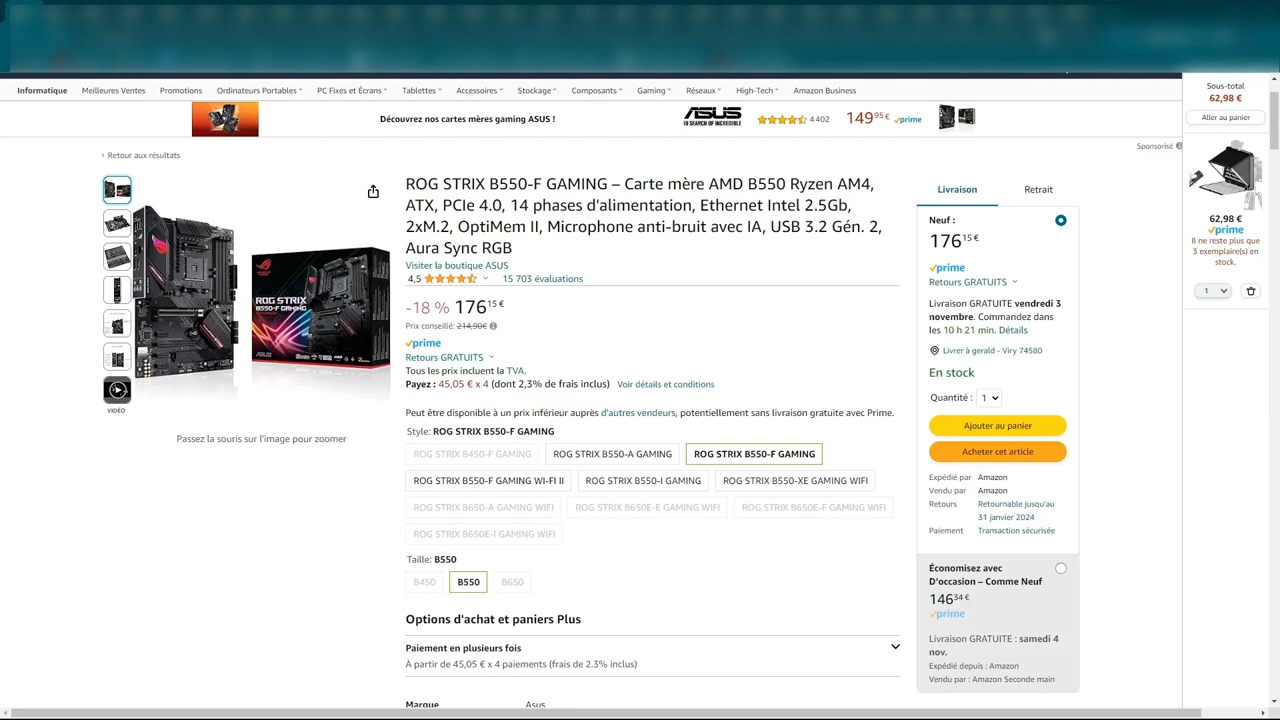 Informatique Meilleures Ventes Promotions Ordinateurs Portables PC Fixes et Écrans Tablettes Accessoires Stockage Composants Gaming Réseaux High-Tech Amazon Business
Découvrez nos cartes mères gaming ASUS !
ASUS
IN SEARCH OF INCREDIBLE
4 402
149,95 € prime
Sponsorisé
Sous-total
62,98 €
Aller au panier
62,98 €
prime
Il ne reste plus que
3 exemplaire(s) en
stock.
1
‹ Retour aux résultats
VIDÉO
Passez la souris sur l'image pour zoomer
ROG STRIX
B550-F GAMING
ROG STRIX B550-F GAMING – Carte mère AMD B550 Ryzen AM4,
ATX, PCIe 4.0, 14 phases d'alimentation, Ethernet Intel 2.5Gb,
2xM.2, OptiMem II, Microphone anti-bruit avec IA, USB 3.2 Gén. 2,
Aura Sync RGB
Visiter la boutique ASUS
4,5 15 703 évaluations
-18 % 176,15 €
Prix conseillé: 214,90€
prime
Retours GRATUITS
Tous les prix incluent la TVA.
Payez : 45,05 € x 4 (dont 2,3% de frais inclus) Voir détails et conditions
Peut être disponible à un prix inférieur auprès d'autres vendeurs, potentiellement sans livraison gratuite avec Prime.
Style: ROG STRIX B550-F GAMING
ROG STRIX B450-F GAMING ROG STRIX B550-A GAMING ROG STRIX B550-F GAMING
ROG STRIX B550-F GAMING WI-FI II ROG STRIX B550-I GAMING ROG STRIX B550-XE GAMING WIFI
ROG STRIX B650-A GAMING WIFI ROG STRIX B650E-E GAMING WIFI ROG STRIX B650E-F GAMING WIFI
ROG STRIX B650E-I GAMING WIFI
Taille: B550
B450 B550 B650
Options d'achat et paniers Plus
Paiement en plusieurs fois
À partir de 45,05 € x 4 paiements (frais de 2.3% inclus)
Marque Asus
Livraison Retrait
Neuf :
176,15 €
prime
Retours GRATUITS
Livraison GRATUITE vendredi 3
novembre. Commandez dans
les 10 h 21 min. Détails
Livrer à gerald - Viry 74580
En stock
Quantité : 1
Ajouter au panier
Acheter cet article
Expédié par Amazon
Vendu par Amazon
Retours Retournable jusqu'au
31 janvier 2024
Paiement Transaction sécurisée
Économisez avec
D'occasion – Comme Neuf
146,34 €
prime
Livraison GRATUITE : samedi 4
nov.
Expédié depuis : Amazon
Vendu par : Amazon Seconde main